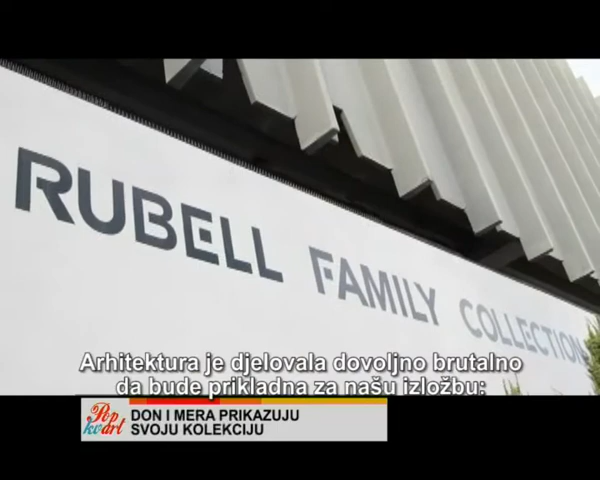 RUBELL FAMILY COLLECTION
Arhitektura je djelovala dovoljno brutalno
da bude prikladna za našu izložbu:
Pop
kvart
DON I MERA PRIKAZUJU
SVOJU KOLEKCIJU